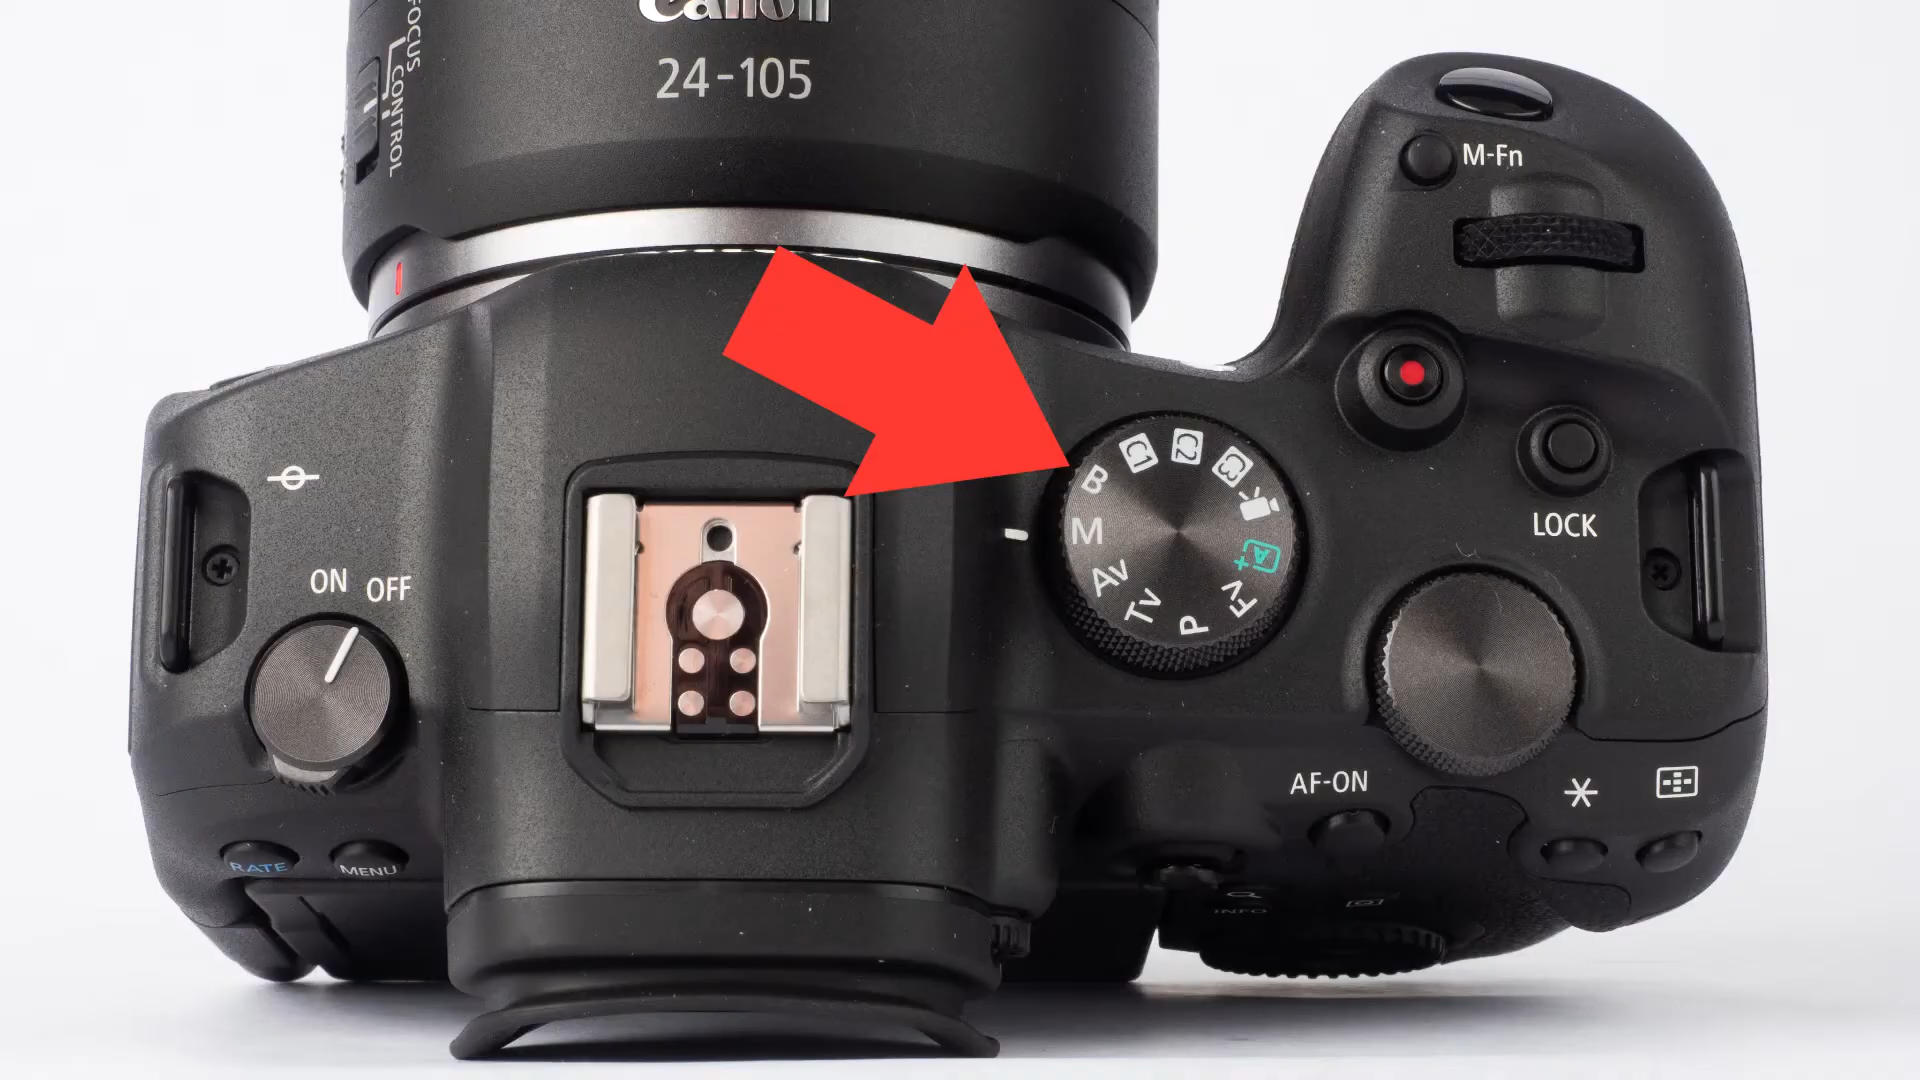 Canon
24-105
FOCUS
CONTROL
M-Fn
ON OFF
LOCK
B
C1
C2
C3
M
Av
Tv
P
Fv
A+
AF-ON
RATE
MENU
INFO